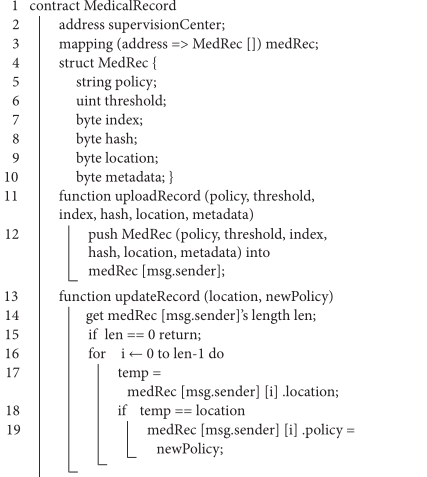 1 contract MedicalRecord
2 address supervisionCenter;
3 mapping (address => MedRec []) medRec;
4 struct MedRec {
5 string policy;
6 uint threshold;
7 byte index;
8 byte hash;
9 byte location;
10 byte metadata; }
11 function uploadRecord (policy, threshold,
index, hash, location, metadata)
12 push MedRec (policy, threshold, index,
hash, location, metadata) into
medRec [msg.sender];
13 function updateRecord (location, newPolicy)
14 get medRec [msg.sender]'s length len;
15 if len == 0 return;
16 for i ← 0 to len-1 do
17 temp =
medRec [msg.sender] [i] .location;
18 if temp == location
19 medRec [msg.sender] [i] .policy =
newPolicy;